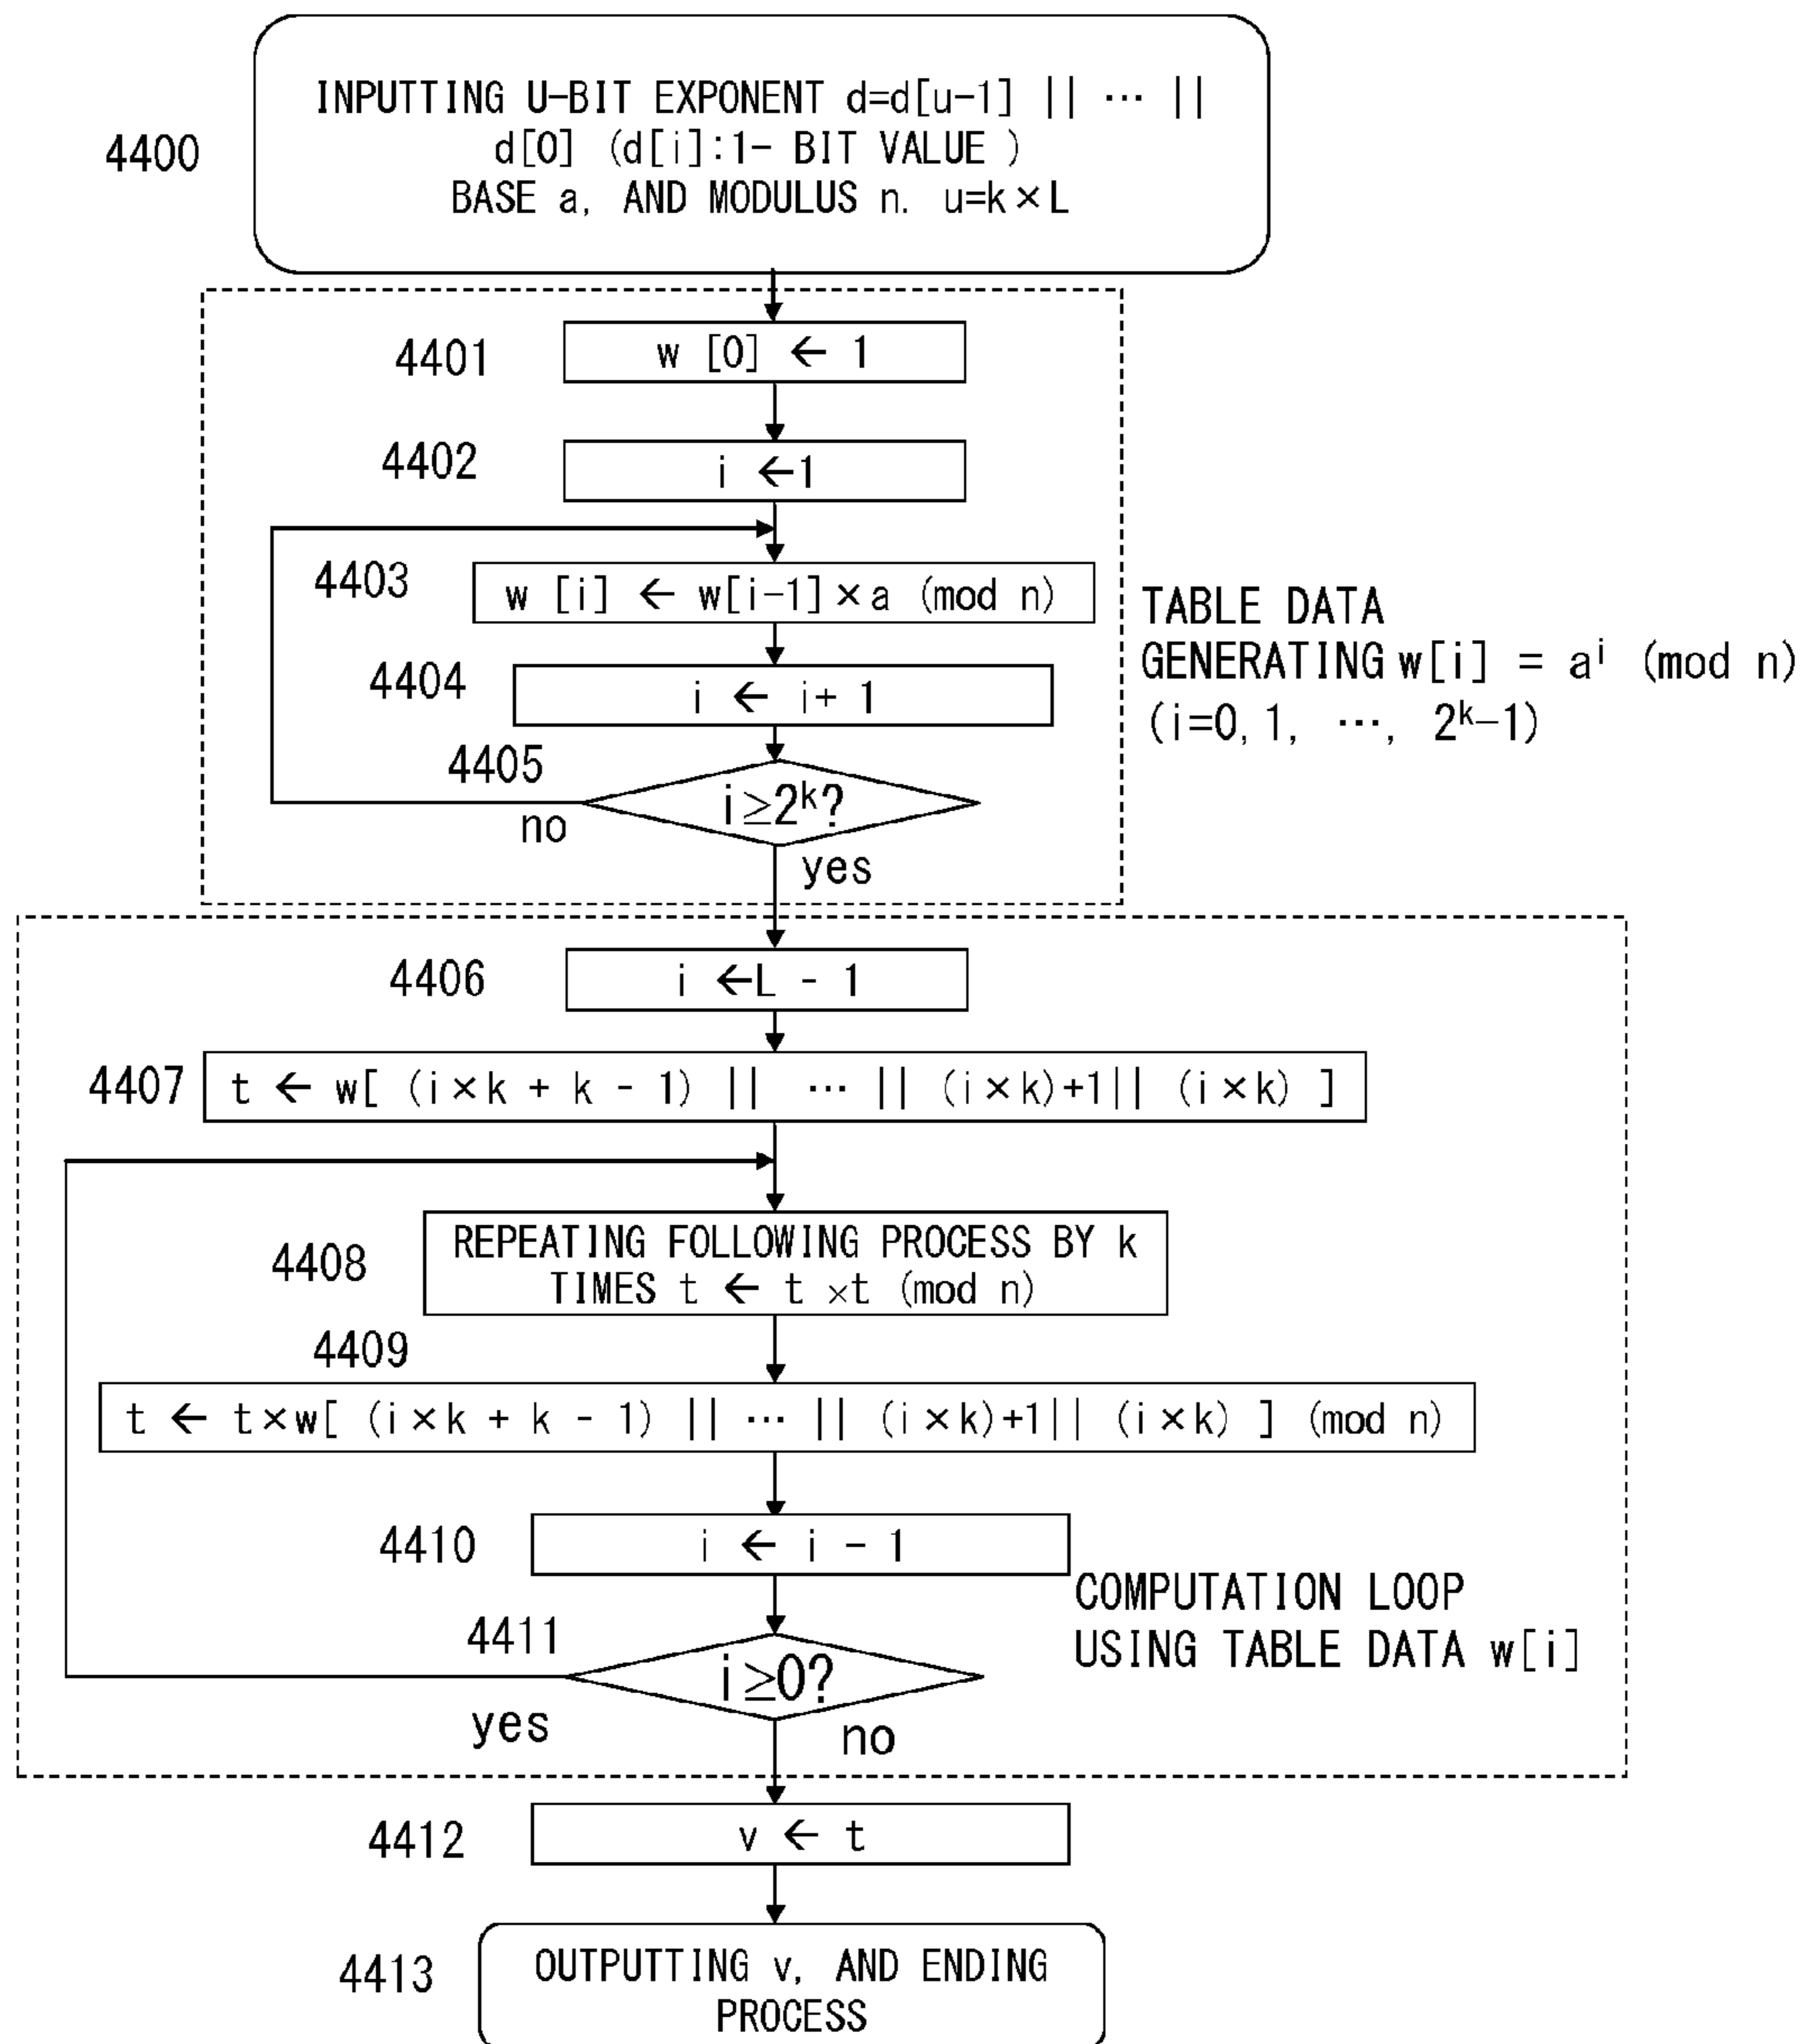 INPUTTING U-BIT EXPONENT d=d[u-1] || ··· ||
4400
d[0] (d[i]:1- BIT VALUE )
BASE a, AND MODULUS n. u=k×L
4401
w [0] ← 1
4402
i ←1
4403
w [i] ← w[i-1]×a (mod n)
TABLE DATA
GENERATING w[i] = aⁱ (mod n)
(i=0, 1, ···, 2ᵏ-1)
4404
i ← i+ 1
4405
i≥2ᵏ?
no
yes
4406
i ←L - 1
4407
t ← w[ (i×k + k - 1) || ··· || (i×k)+1|| (i×k) ]
4408
REPEATING FOLLOWING PROCESS BY k
TIMES t ← t ×t (mod n)
4409
t ← t×w[ (i×k + k - 1) || ··· || (i×k)+1|| (i×k) ] (mod n)
4410
i ← i - 1
COMPUTATION LOOP
USING TABLE DATA w[i]
4411
i≥0?
yes
no
4412
v ← t
4413
OUTPUTTING v, AND ENDING
PROCESS